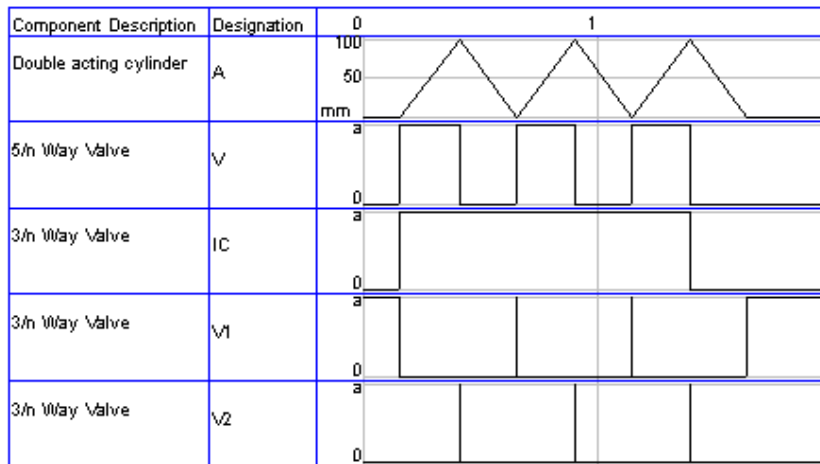 Component Description Designation 0 1
Double acting cylinder A 100 50 mm
5/n Way Valve V a 0
3/n Way Valve IC a 0
3/n Way Valve V1 a 0
3/n Way Valve V2 a 0